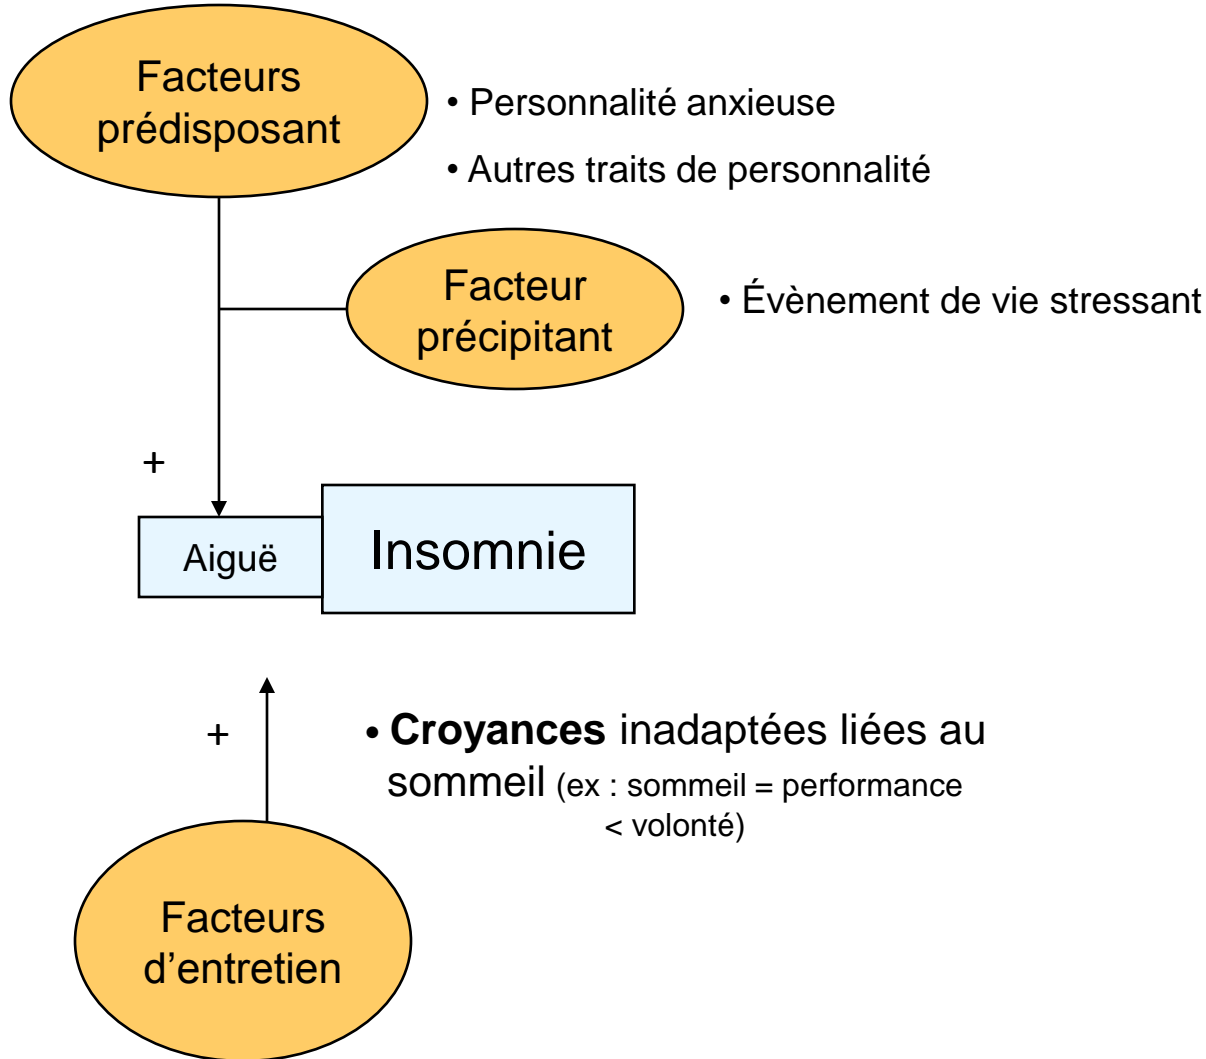 Facteurs
prédisposant
• Personnalité anxieuse
• Autres traits de personnalité
Facteur
précipitant
• Évènement de vie stressant
+
Aiguë
Insomnie
+
• Croyances inadaptées liées au
sommeil (ex : sommeil = performance
< volonté)
Facteurs
d’entretien